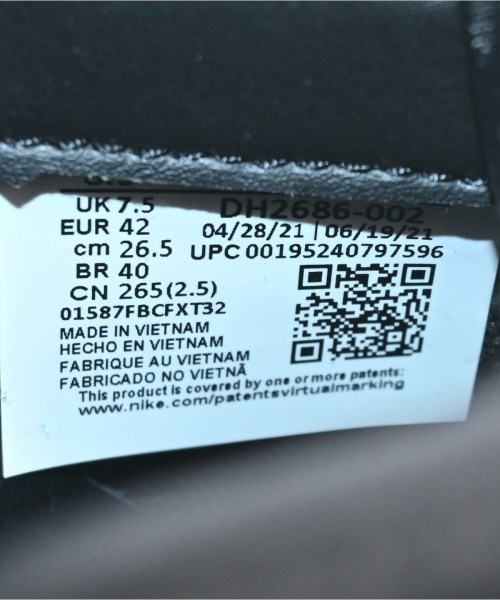 UK 7.5 DH2686-002
EUR 42 04/28/21 | 06/19/21
cm 26.5 UPC 00195240797596
BR 40
CN 265(2.5)
01587FBCFXT32
MADE IN VIETNAM
HECHO EN VIETNAM
FABRIQUE AU VIETNAM
FABRICADO NO VIETNÃ
This product is covered by one or more patents:
www.nike.com/patentsvirtualmarking